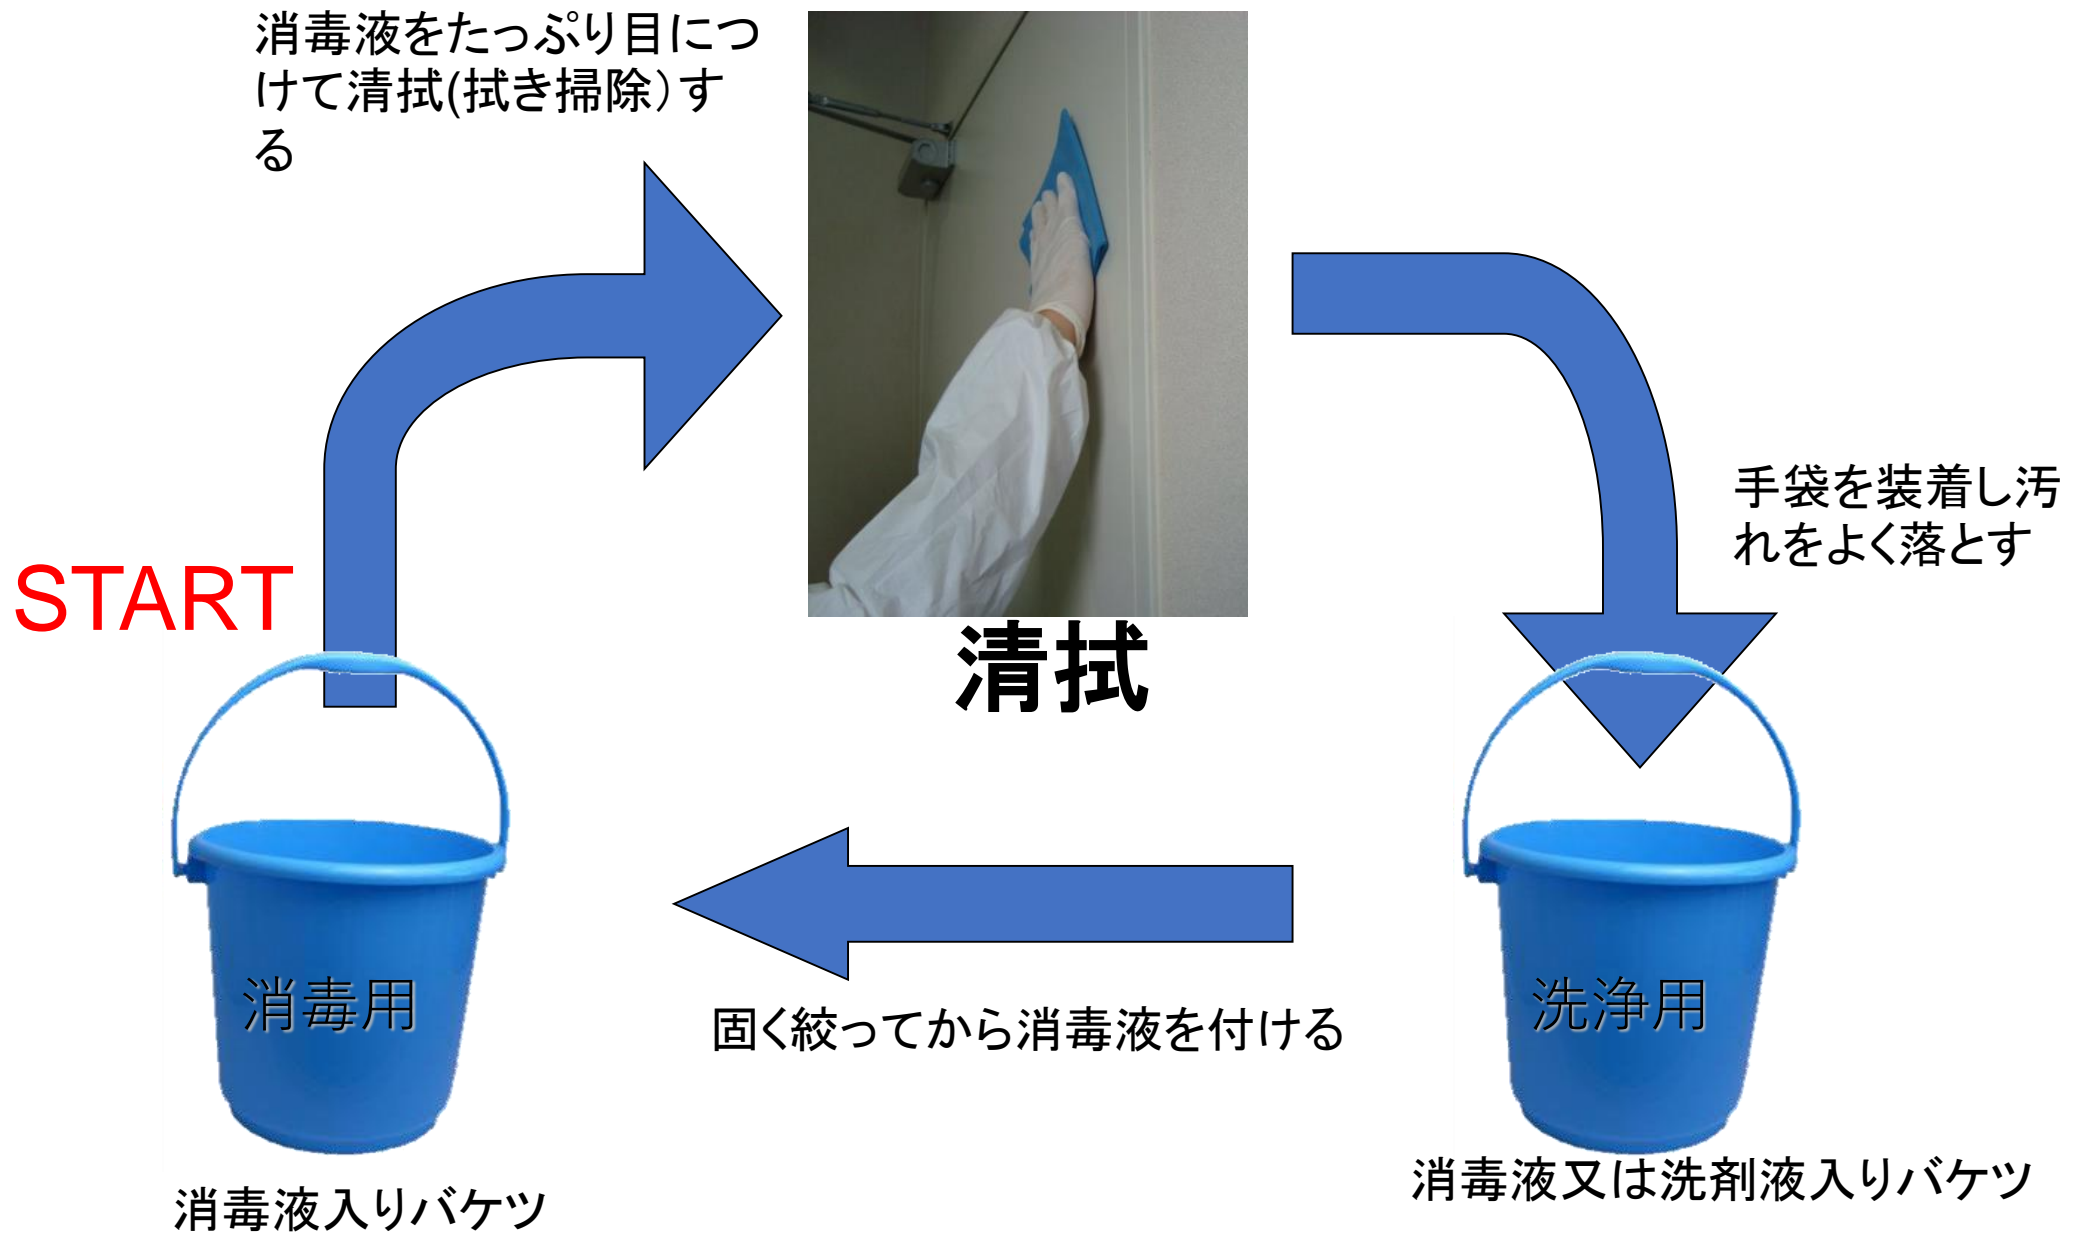 消毒液をたっぷり目につ
けて清拭(拭き掃除）す
る
START
清拭
手袋を装着し汚
れをよく落とす
消毒用
固く絞ってから消毒液を付ける
洗浄用
消毒液入りバケツ
消毒液又は洗剤液入りバケツ